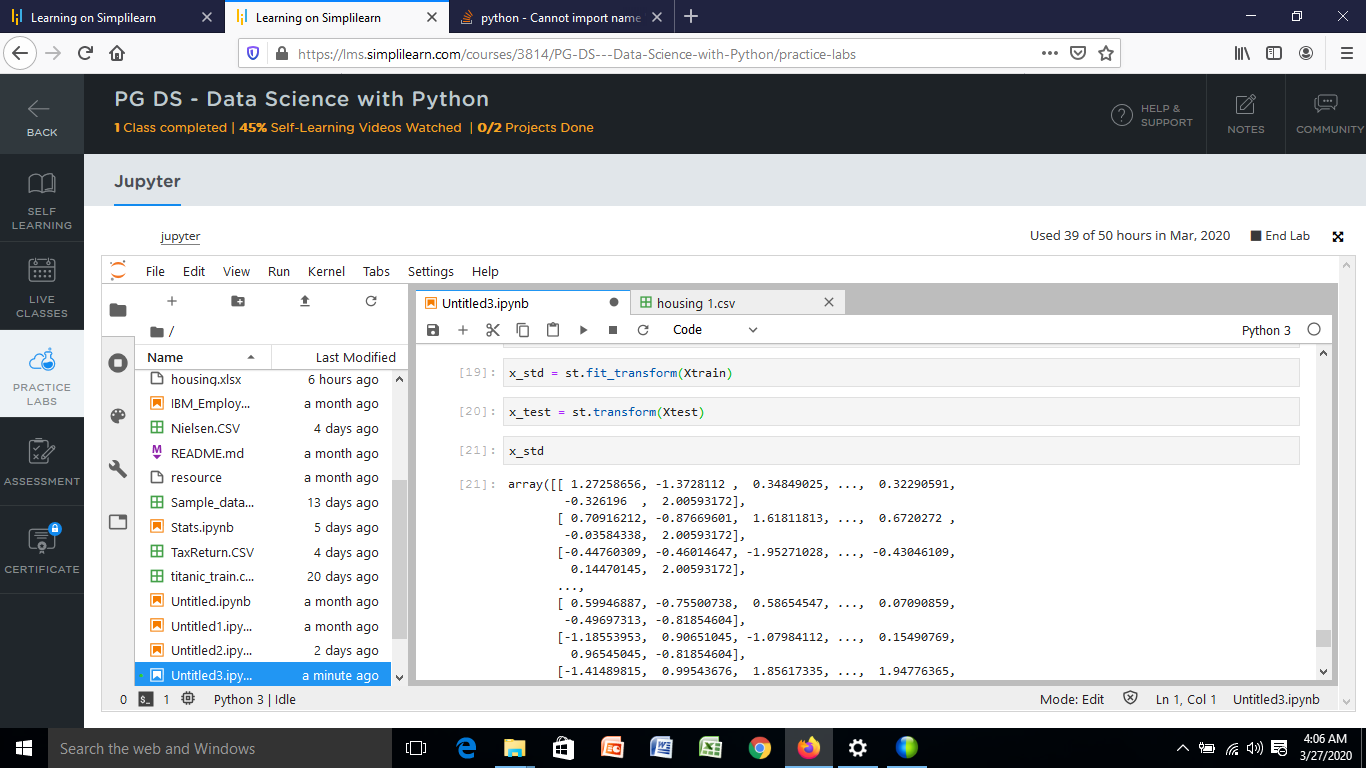 Learning on Simplilearn
Learning on Simplilearn
python - Cannot import name
https://lms.simplilearn.com/courses/3814/PG-DS---Data-Science-with-Python/practice-labs
BACK
PG DS - Data Science with Python
1 Class completed | 45% Self-Learning Videos Watched | 0/2 Projects Done
HELP & SUPPORT
NOTES
COMMUNITY
SELF LEARNING
LIVE CLASSES
PRACTICE LABS
ASSESSMENT
CERTIFICATE
Jupyter
jupyter
Used 39 of 50 hours in Mar, 2020
End Lab
File Edit View Run Kernel Tabs Settings Help
/
Name Last Modified
housing.xlsx 6 hours ago
IBM_Employ... a month ago
Nielsen.CSV 4 days ago
README.md a month ago
resource a month ago
Sample_data... 13 days ago
Stats.ipynb 5 days ago
TaxReturn.CSV 4 days ago
titanic_train.c... 20 days ago
Untitled.ipynb a month ago
Untitled1.ipy... a month ago
Untitled2.ipy... 2 days ago
Untitled3.ipy... a minute ago
Untitled3.ipynb
housing 1.csv
Code
Python 3
[19]: x_std = st.fit_transform(Xtrain)
[20]: x_test = st.transform(Xtest)
[21]: x_std
[21]: array([[ 1.27258656, -1.3728112 , 0.34849025, ..., 0.32290591,
-0.326196 , 2.00593172],
[ 0.70916212, -0.87669601, 1.61811813, ..., 0.6720272 ,
-0.03584338, 2.00593172],
[-0.44760309, -0.46014647, -1.95271028, ..., -0.43046109,
0.14470145, 2.00593172],
...,
[ 0.59946887, -0.75500738, 0.58654547, ..., 0.07090859,
-0.49697313, -0.81854604],
[-1.18553953, 0.90651045, -1.07984112, ..., 0.15490769,
0.96545045, -0.81854604],
[-1.41489815, 0.99543676, 1.85617335, ..., 1.94776365,
0 1 Python 3 | Idle
Mode: Edit Ln 1, Col 1 Untitled3.ipynb
Search the web and Windows
4:06 AM
3/27/2020